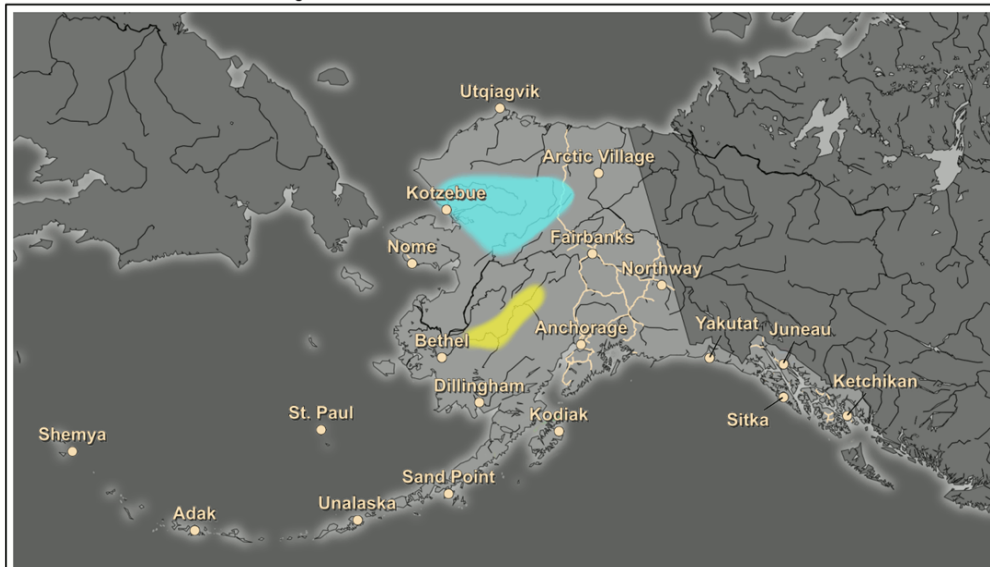 Utqiagvik
Arctic Village
Kotzebue
Fairbanks
Nome
Northway
Anchorage
Yakutat
Juneau
Bethel
Dillingham
Ketchikan
St. Paul
Kodiak
Sitka
Shemya
Sand Point
Unalaska
Adak